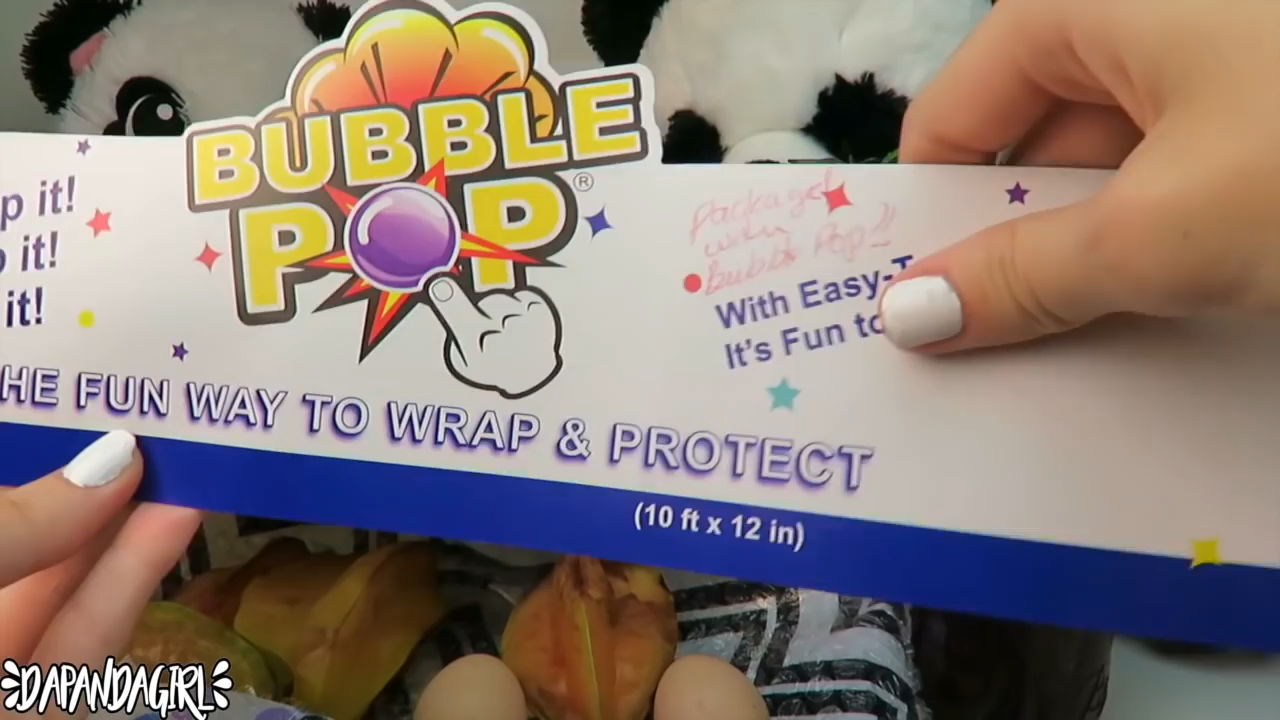 p it!
it!
it!
BUBBLE
POP®
Packaged
with
Bubble Pop!!
With Easy-T
It's Fun to
HE FUN WAY TO WRAP & PROTECT
(10 ft x 12 in)
DAPANDAGIRL